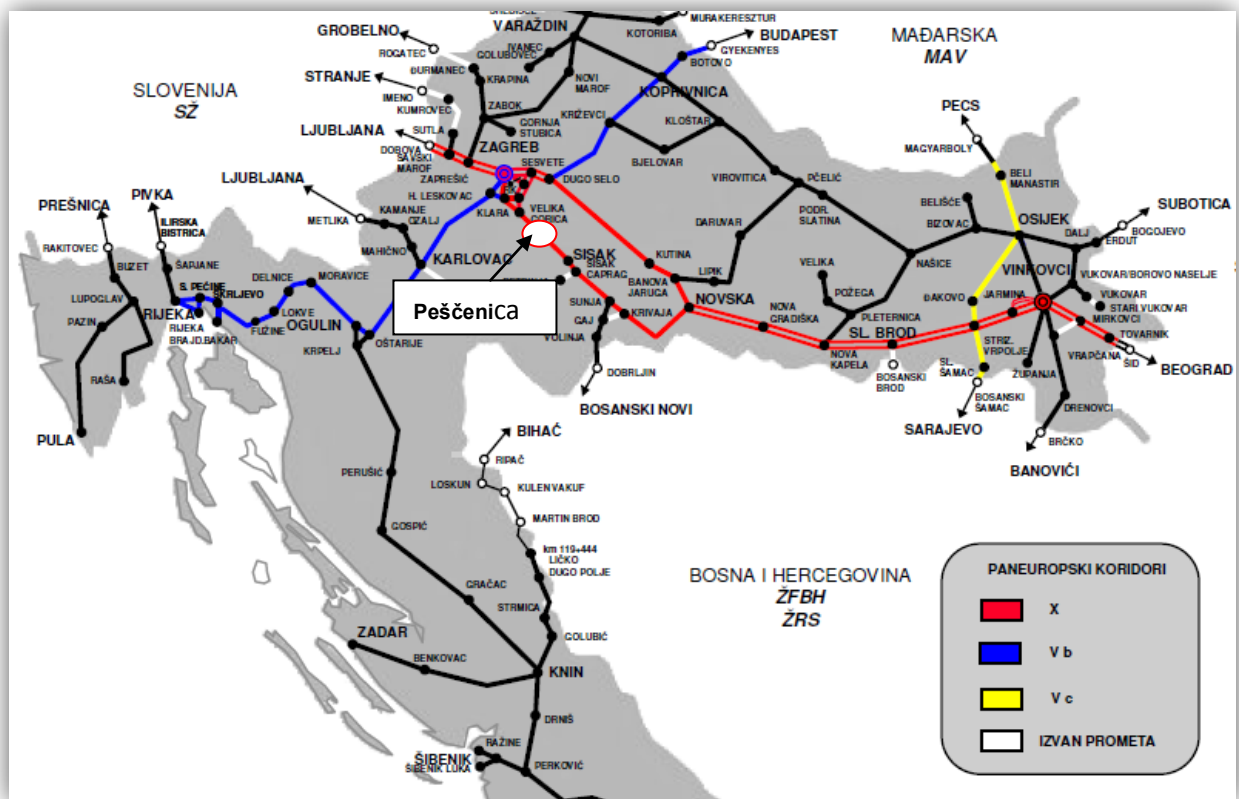 MURAKERESZTUR
VARAŽDIN
KOTORIBA
GROBELNO
ROGATEC
IVANEC
GOLUBOVEC
BUDAPEST
GYEKENYES
BOTOVO
MAĐARSKA
MAV
ĐURMANEC
KRAPINA
NOVI
MAROF
KOPRIVNICA
STRANJE
IMENO
KUMROVEC
SLOVENIJA
SŽ
ZABOK
GORNJA
STUBICA
KRIŽEVCI
KLOŠTAR
PECS
MAGYARBOLY
LJUBLJANA
DOBOVA
SUTLA
SAVSKI
MAROF
ZAGREB
SESVETE
BJELOVAR
ZAPREŠIĆ
DUGO SELO
VIROVITICA
PČELIĆ
BELI
MANASTIR
LJUBLJANA
PIVKA
PREŠNICA
H. LESKOVAC
KLARA
VELIKA
GORICA
PODR.
SLATINA
BELIŠĆE
BIZOVAC
OSIJEK
DALJ
SUBOTICA
BOGOJEVO
ERDUT
METLIKA
KAMANJE
OZALJ
MAHIČNO
DARUVAR
ILIRSKA
BISTRICA
RAKITOVEC
BUZET
ŠAPJANE
KARLOVAC
SISAK
SISAK
CAPRAG
KUTINA
BANOVA
JARUGA
LIPIK
VELIKA
NAŠICE
VINKOVCI
VUKOVAR/BOROVO NASELJE
VUKOVAR
STARI VUKOVAR
DELNICE
MORAVICE
S. PEĆINE
ŠKRLJEVO
LUPOGLAV
RIJEKA
RIJEKA
BRAJD.
BAKAR
LOKVE
FUŽINE
OGULIN
OŠTARIJE
KRPELJ
PAZIN
RAŠA
PULA
Peščenica
SUNJA
GAJ
VOLINJA
KRIVAJA
NOVSKA
NOVA
GRADIŠKA
POŽEGA
PLETERNICA
SL. BROD
ĐAKOVO
JARMINA
MIRKOVCI
TOVARNIK
ŠID
VRAPČANA
BEOGRAD
STRIZ.
VRPOLJE
ŽUPANJA
NOVA
KAPELA
BOSANSKI
BROD
SL.
ŠAMAC
BOSANSKI
ŠAMAC
DRENOVCI
DOBRLJIN
BOSANSKI NOVI
SARAJEVO
BRČKO
BANOVIĆI
BIHAĆ
RIPAČ
PERUŠIĆ
LOSKUN
KULEN VAKUF
MARTIN BROD
GOSPIĆ
km 119+444
LIČKO
DUGO POLJE
GRAČAC
STRMICA
GOLUBIĆ
BOSNA I HERCEGOVINA
ŽFBH
ŽRS
ZADAR
BENKOVAC
KNIN
DRNIŠ
RAŽINE
ŠIBENIK
ŠIBENIK LUKA
PERKOVIĆ
PANEUROPSKI KORIDORI
X
V b
V c
IZVAN PROMETA